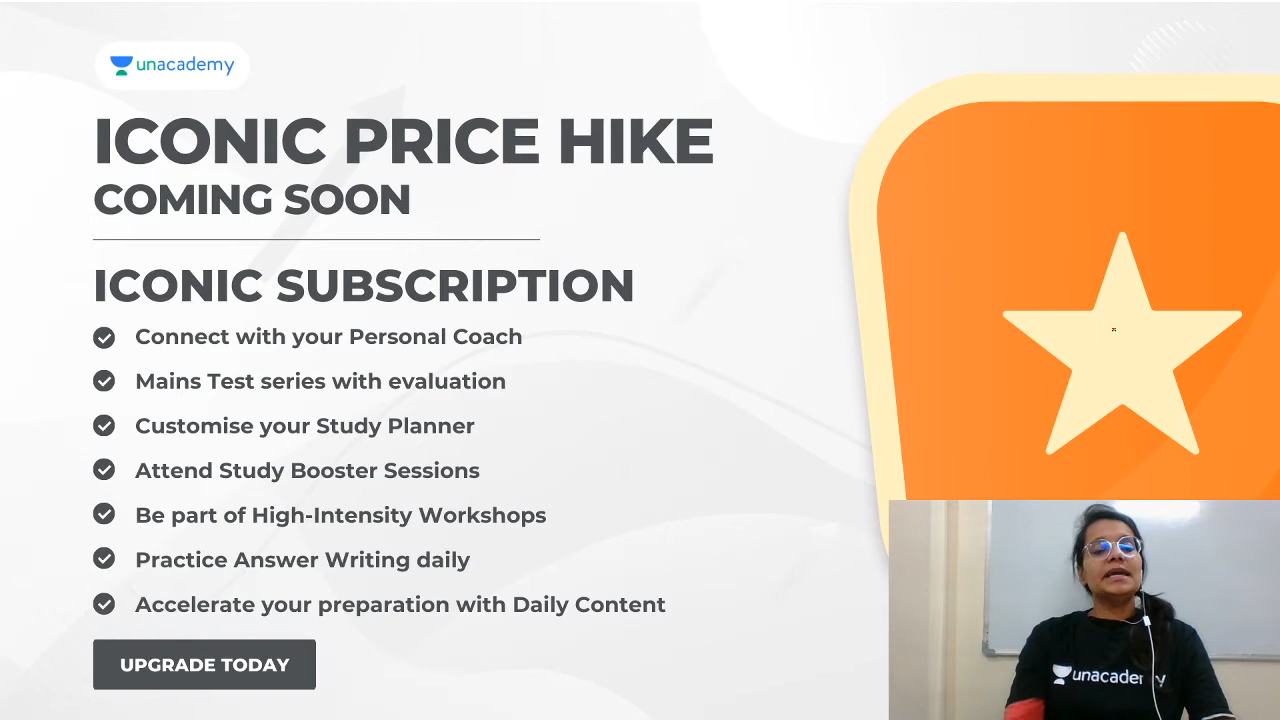 unacademy
ICONIC PRICE HIKE
COMING SOON
ICONIC SUBSCRIPTION
Connect with your Personal Coach
Mains Test series with evaluation
Customise your Study Planner
Attend Study Booster Sessions
Be part of High-Intensity Workshops
Practice Answer Writing daily
Accelerate your preparation with Daily Content
UPGRADE TODAY
unacademy